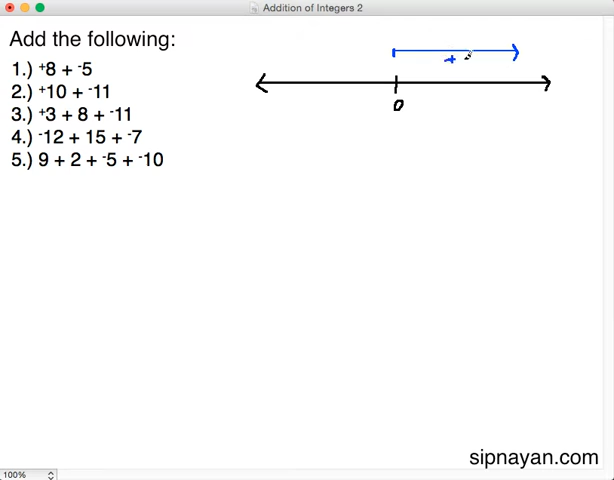 Addition of Integers 2
Add the following:
1.) ⁺8 + ⁻5
2.) ⁺10 + ⁻11
3.) ⁺3 + 8 + ⁻11
4.) ⁻12 + 15 + ⁻7
5.) 9 + 2 + ⁻5 + ⁻10
+
0
sipnayan.com
100%